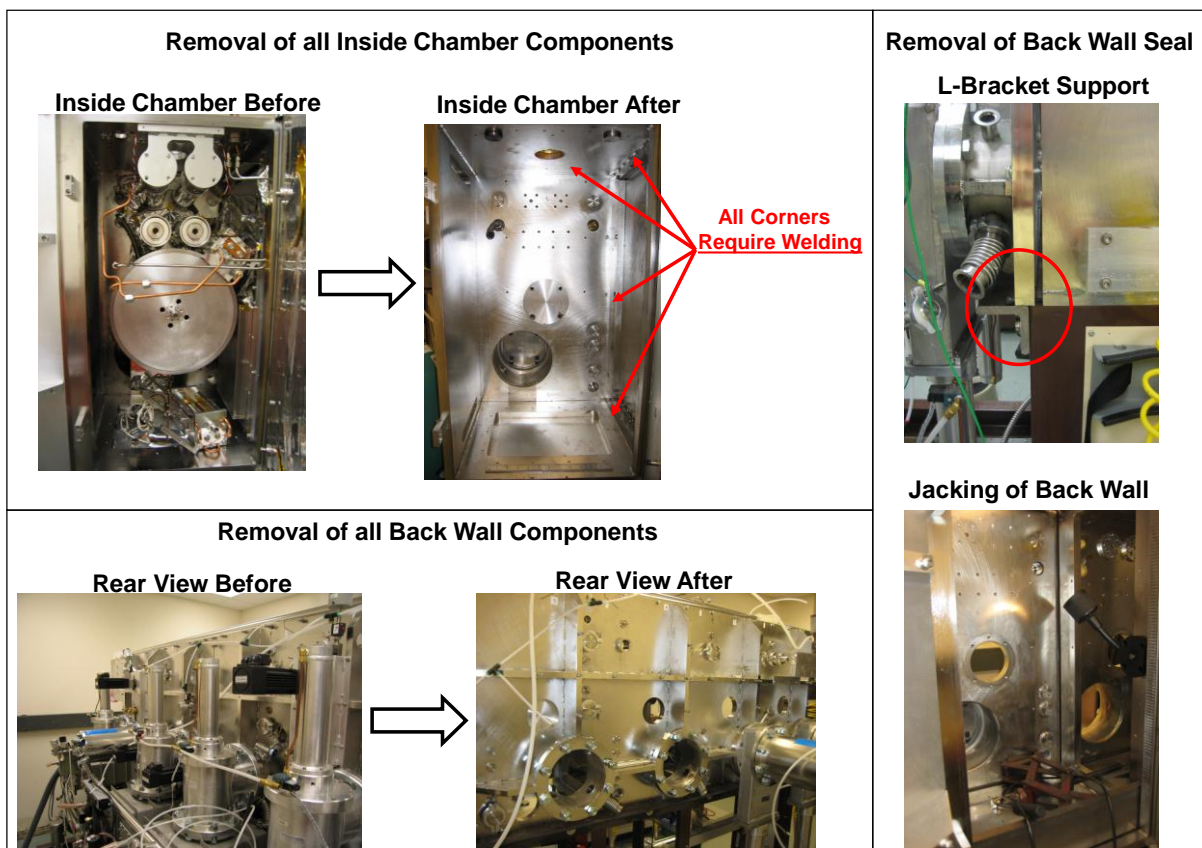 Removal of all Inside Chamber Components
Inside Chamber Before
Inside Chamber After
All Corners
Require Welding
Removal of all Back Wall Components
Rear View Before
Rear View After
Removal of Back Wall Seal
L-Bracket Support
Jacking of Back Wall